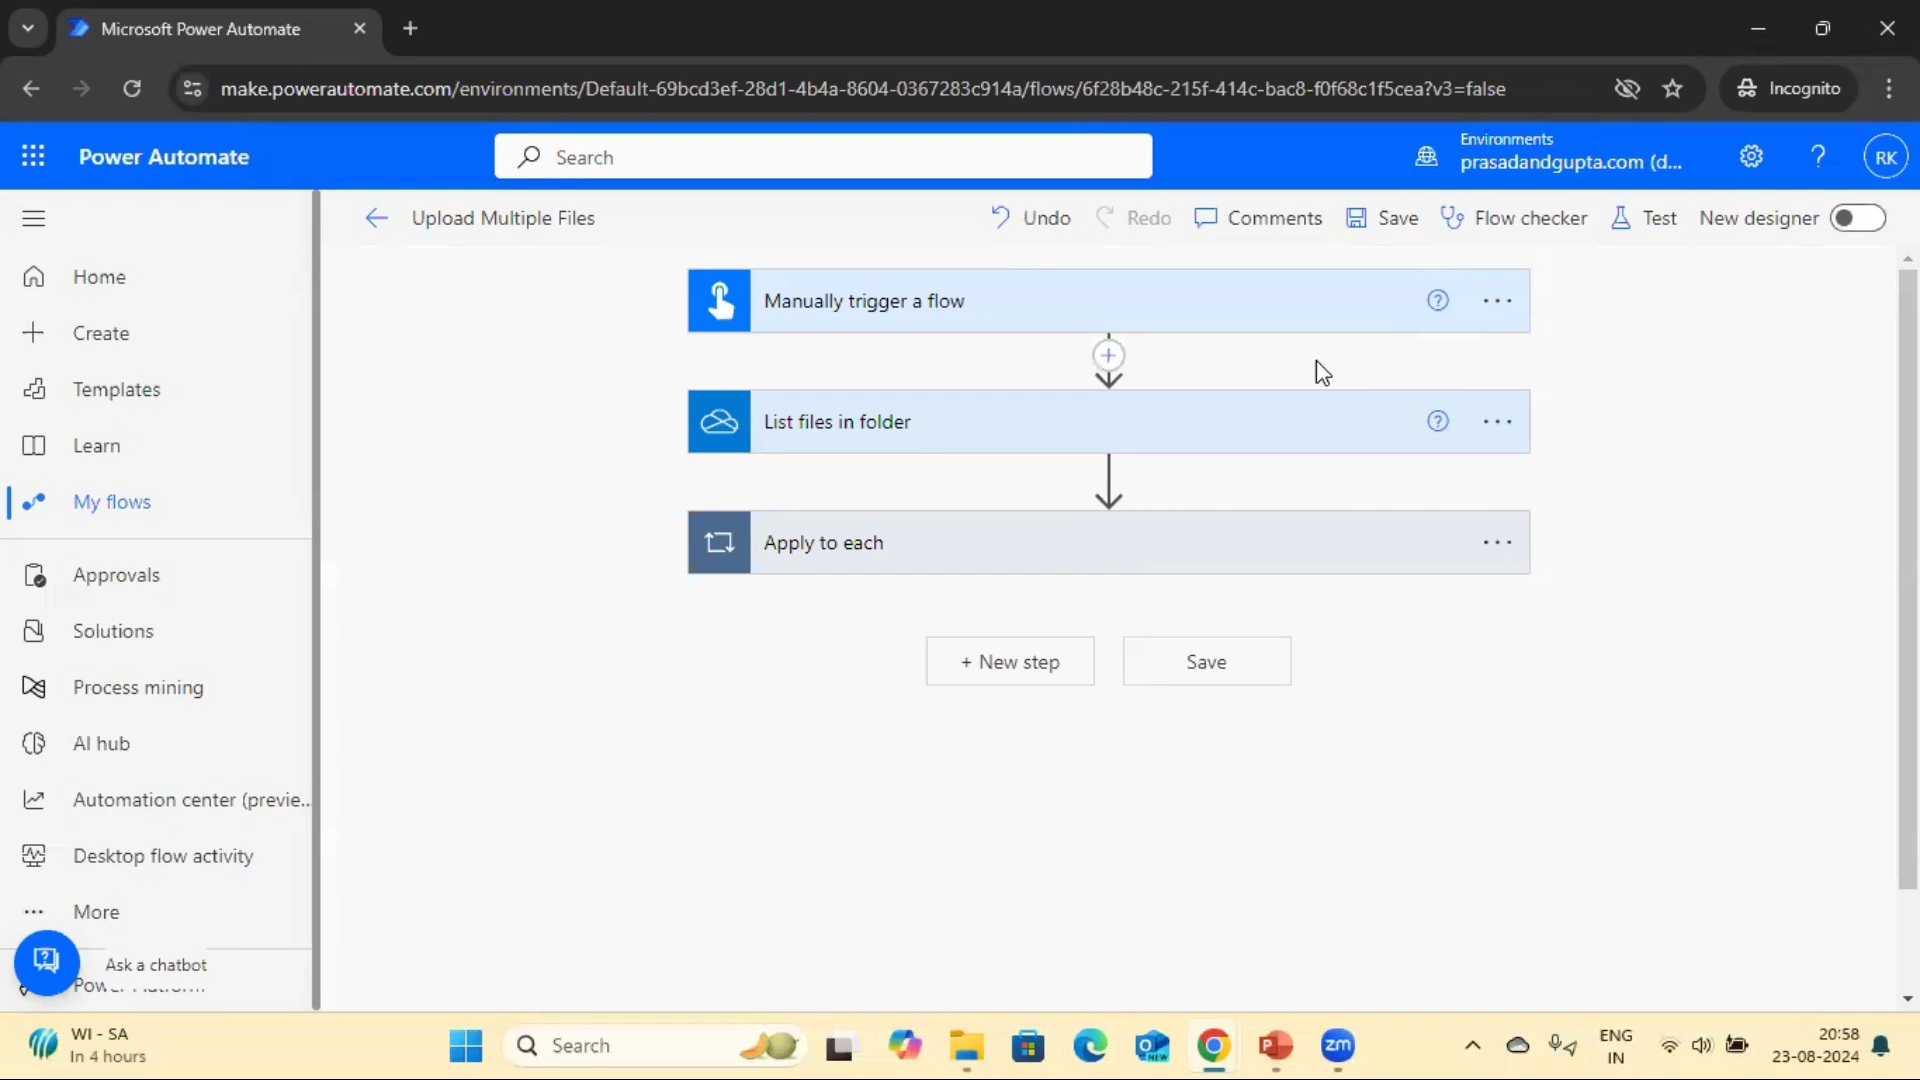 Microsoft Power Automate
make.powerautomate.com/environments/Default-69bcd3ef-28d1-4b4a-8604-0367283c914a/flows/6f28b48c-215f-414c-bac8-f0f68c1f5cea?v3=false
Incognito
Power Automate
Search
Environments
prasadandgupta.com (d...
RK
Upload Multiple Files
Undo
Redo
Comments
Save
Flow checker
Test
New designer
Home
Create
Templates
Learn
My flows
Approvals
Solutions
Process mining
AI hub
Automation center (previe...
Desktop flow activity
More
Ask a chatbot
Manually trigger a flow
List files in folder
Apply to each
+ New step
Save
WI - SA
In 4 hours
Search
NEW
zm
ENG
IN
20:58
23-08-2024